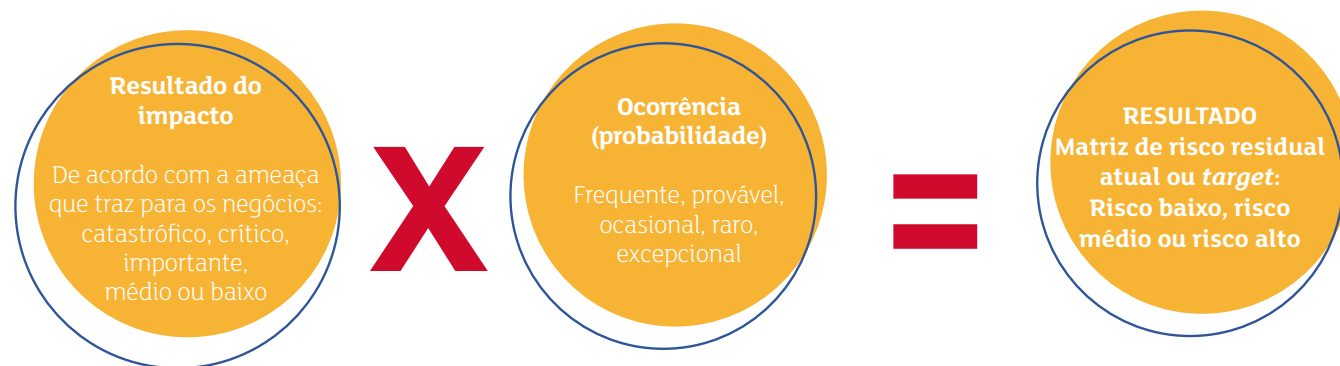 Resultado do
impacto
De acordo com a ameaça
que traz para os negócios:
catastrófico, crítico,
importante,
médio ou baixo
X
Ocorrência
(probabilidade)
Frequente, provável,
ocasional, raro,
excepcional
=
RESULTADO
Matriz de risco residual
atual ou target:
Risco baixo, risco
médio ou risco alto